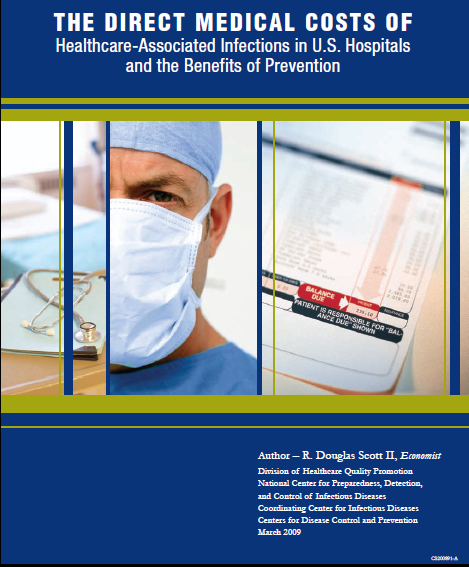 THE DIRECT MEDICAL COSTS OF
Healthcare-Associated Infections in U.S. Hospitals
and the Benefits of Prevention
BALANCE
DUE
PATIENT
PATIENT IS RESPONSIBLE FOR "BAL-
ANCE DUE" SHOWN
Author – R. Douglas Scott II, Economist
Division of Healthcare Quality Promotion
National Center for Preparedness, Detection,
and Control of Infectious Diseases
Coordinating Center for Infectious Diseases
Centers for Disease Control and Prevention
March 2009
CS200891-A